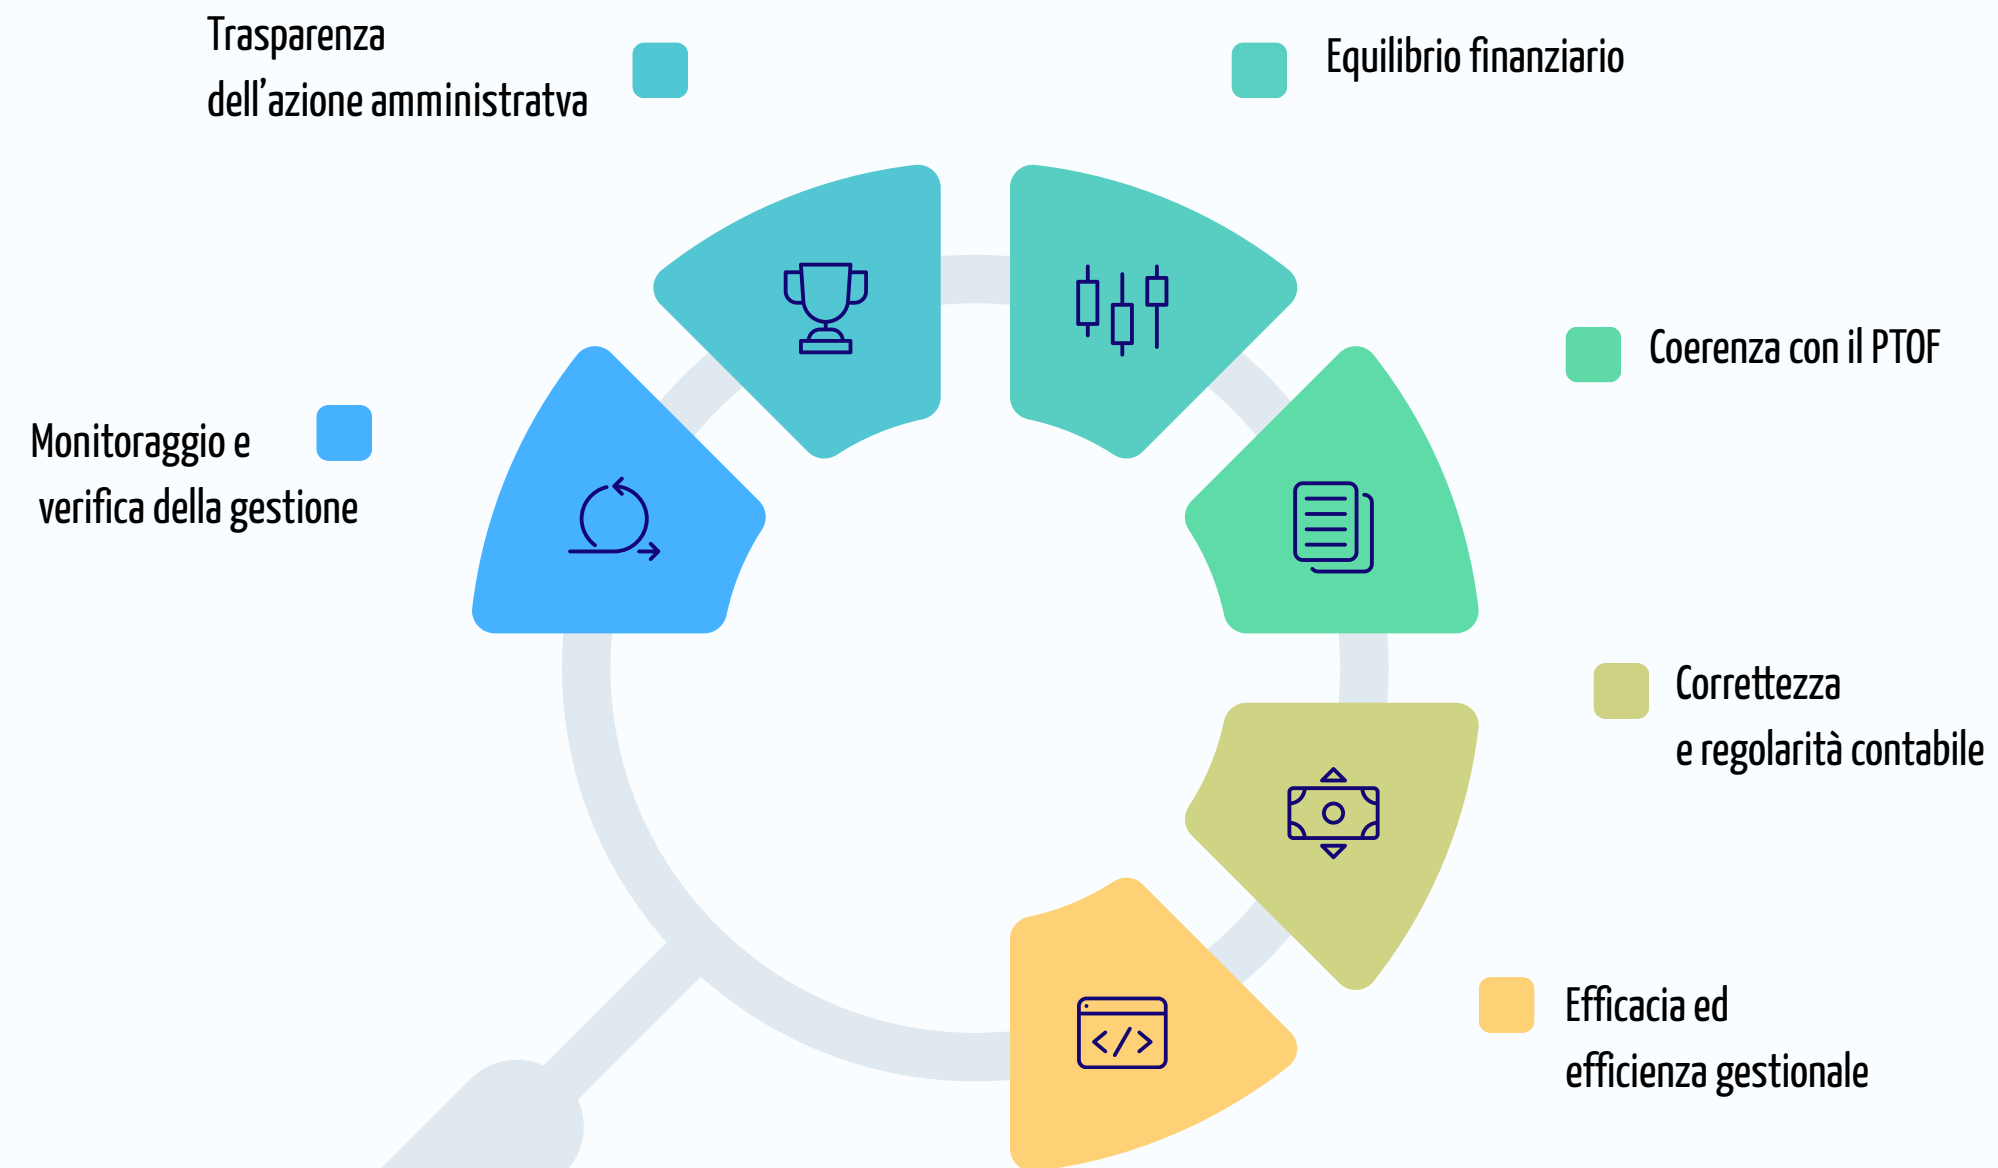 Trasparenza
dell’azione amministratva
Equilibrio finanziario
Coerenza con il PTOF
Monitoraggio e
verifica della gestione
Correttezza
e regolarità contabile
Efficacia ed
efficienza gestionale